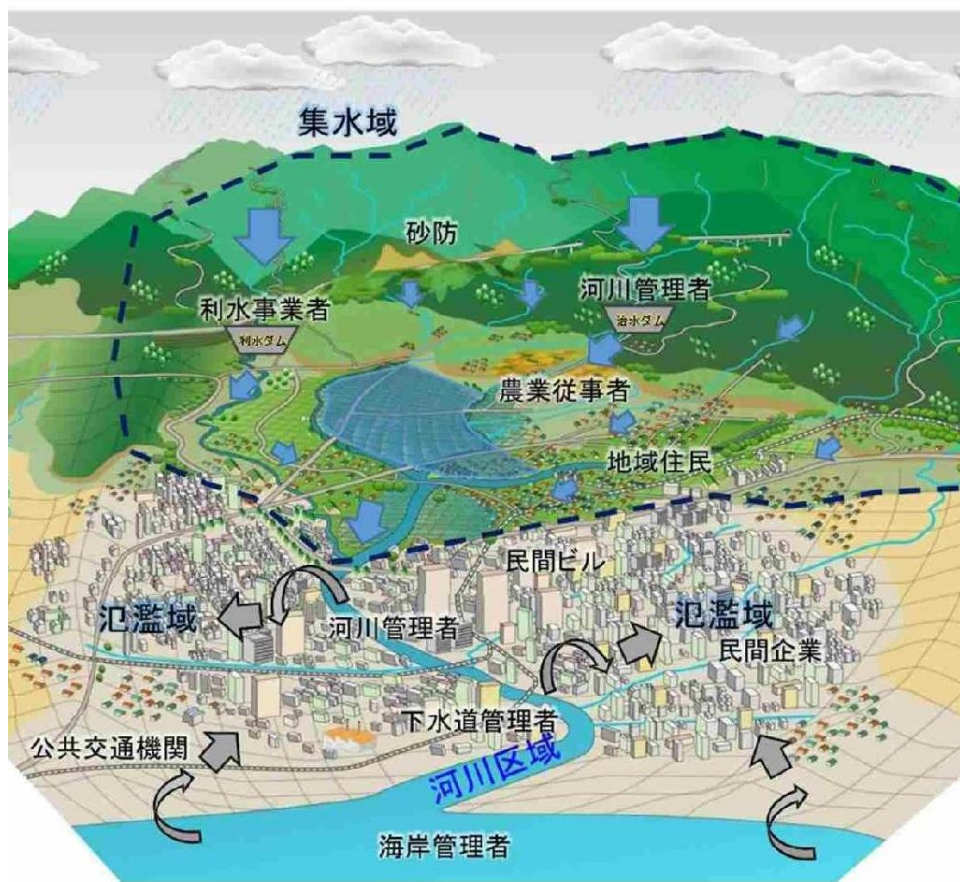 集水域
砂防
利水事業者
河川管理者
利水ダム
治水ダム
農業従事者
地域住民
民間ビル
氾濫域
河川管理者
氾濫域
民間企業
下水道管理者
公共交通機関
河川区域
海岸管理者